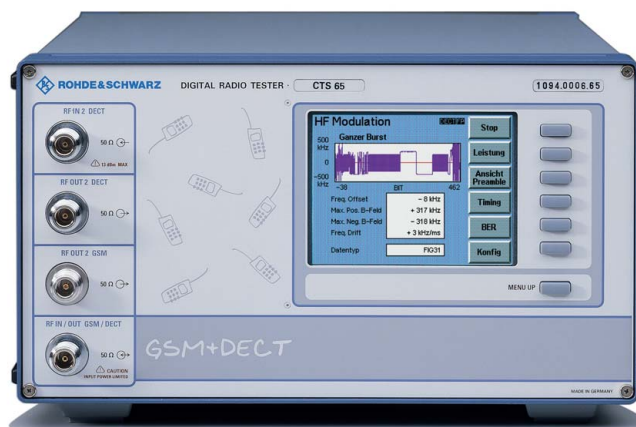 ROHDE&SCHWARZ DIGITAL RADIO TESTER · CTS 65 1094.0006.65
RF IN 2 DECT
50 Ω
13 dBm MAX
RF OUT 2 DECT
50 Ω
RF OUT 2 GSM
50 Ω
RF IN / OUT GSM / DECT
50 Ω
CAUTION
INPUT POWER LIMITED
GSM+DECT
HF Modulation
Ganzer Burst
500
kHz
0
-500
kHz
-38 BIT 462
Freq. Offset - 8 kHz
Max. Pos. B-Feld + 317 kHz
Max. Neg. B-Feld - 318 kHz
Freq. Drift + 3 kHz/ms
Datentyp FIG31
Stop
Leistung
Ansicht
Preamble
Timing
BER
Konfig
MENU UP
MADE IN GERMANY